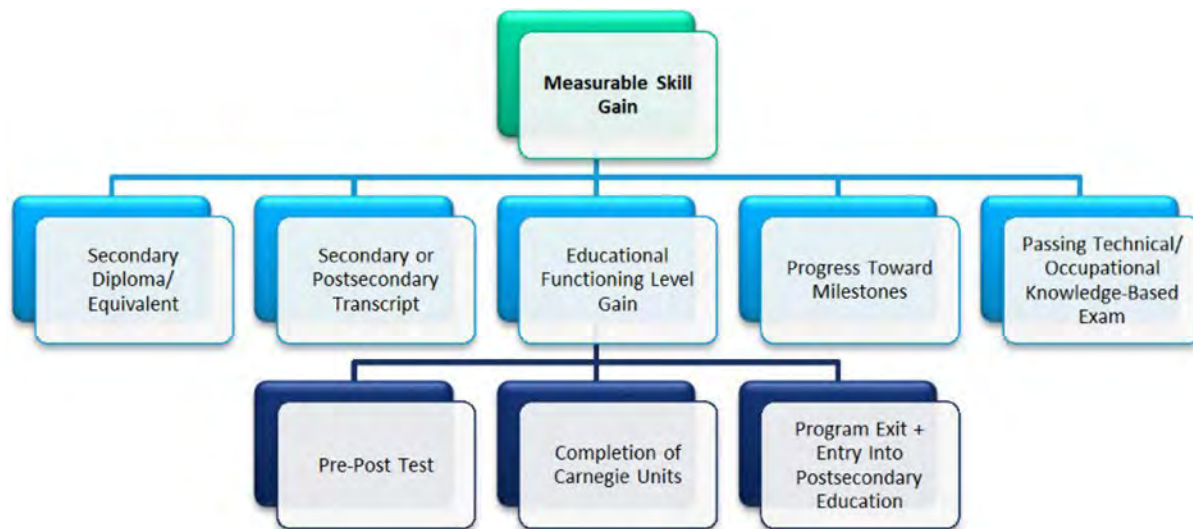 Measurable Skill
Gain
Secondary
Diploma/
Equivalent
Secondary or
Postsecondary
Transcript
Educational
Functioning Level
Gain
Progress Toward
Milestones
Passing Technical/
Occupational
Knowledge-Based
Exam
Pre-Post Test
Completion of
Carnegie Units
Program Exit +
Entry Into
Postsecondary
Education